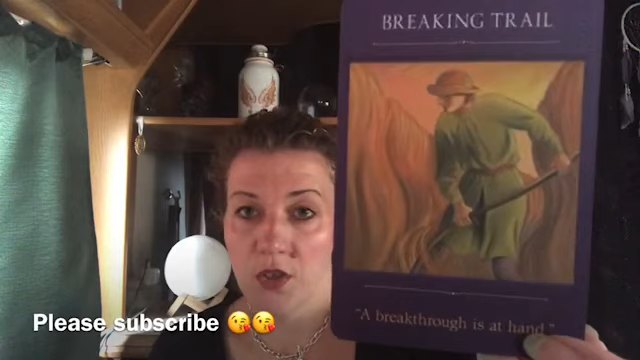 BREAKING TRAIL
"A breakthrough is at hand."
Please subscribe 😘😘